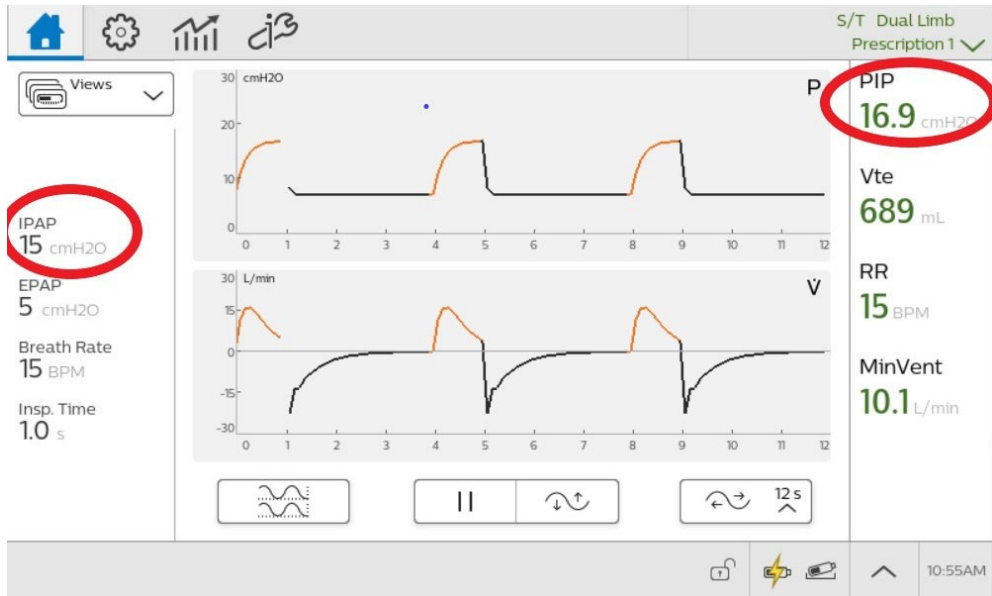 S/T Dual Limb
Prescription 1
Views
IPAP
15 cmH2O
EPAP
5 cmH2O
Breath Rate
15 BPM
Insp. Time
1.0 s
30 cmH2O
P
20
10
0
0 1 2 3 4 5 6 7 8 9 10 11 12
30 L/min
V̇
15
0
-15
-30
0 1 2 3 4 5 6 7 8 9 10 11 12
12 s
PIP
16.9 cmH2O
Vte
689 mL
RR
15 BPM
MinVent
10.1 L/min
10:55AM